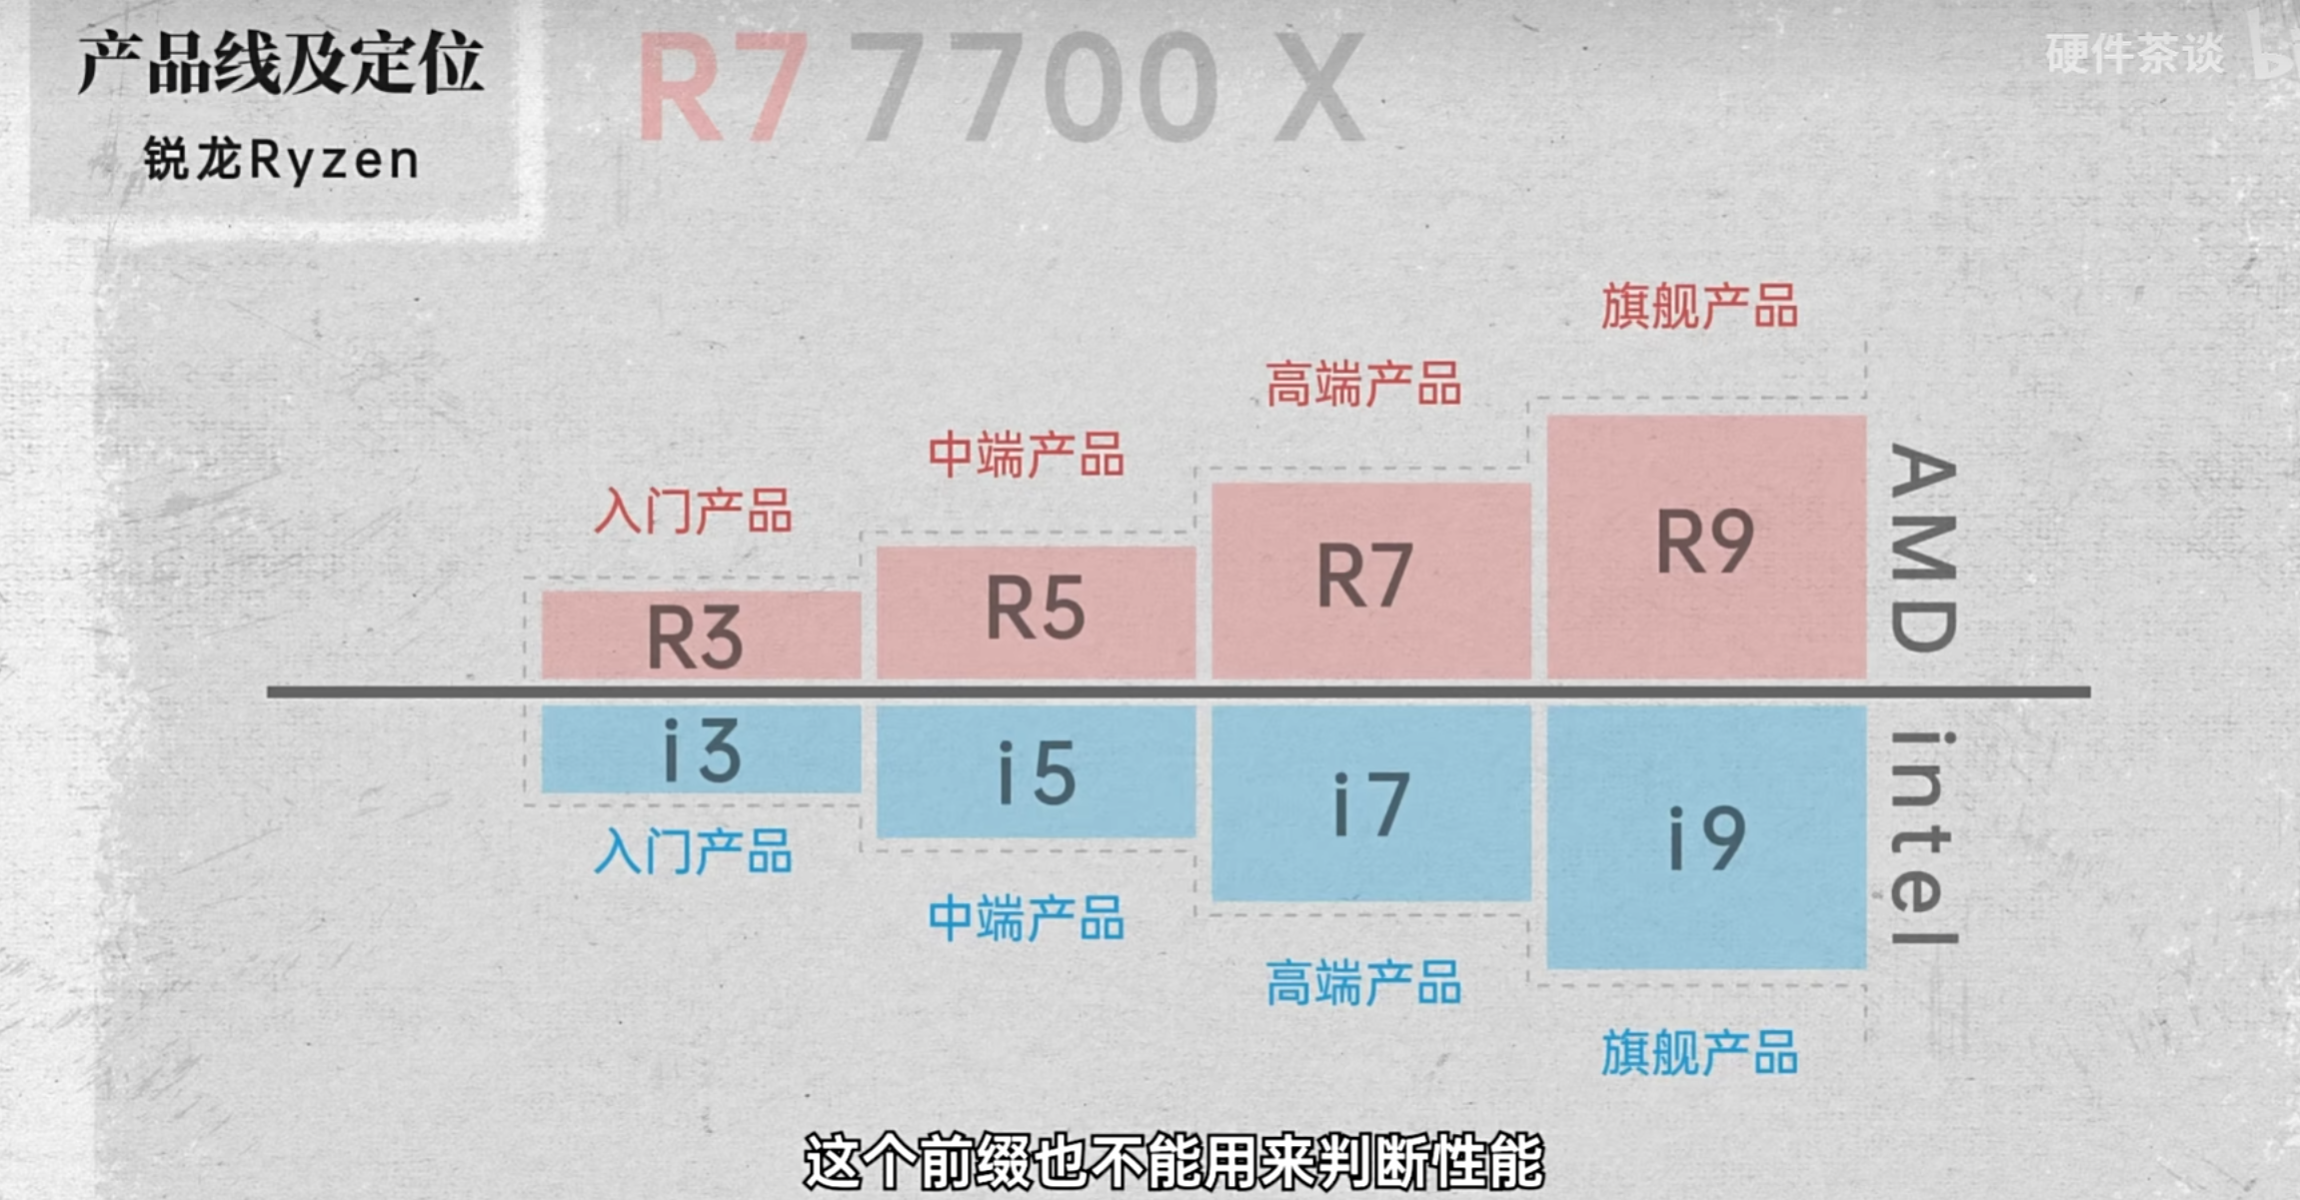 产品线及定位
锐龙Ryzen
R7 7700 X
硬件茶谈
旗舰产品
高端产品
中端产品
入门产品
R3
R5
R7
R9
AMD
i3
i5
i7
i9
intel
入门产品
中端产品
高端产品
旗舰产品
这个前缀也不能用来判断性能